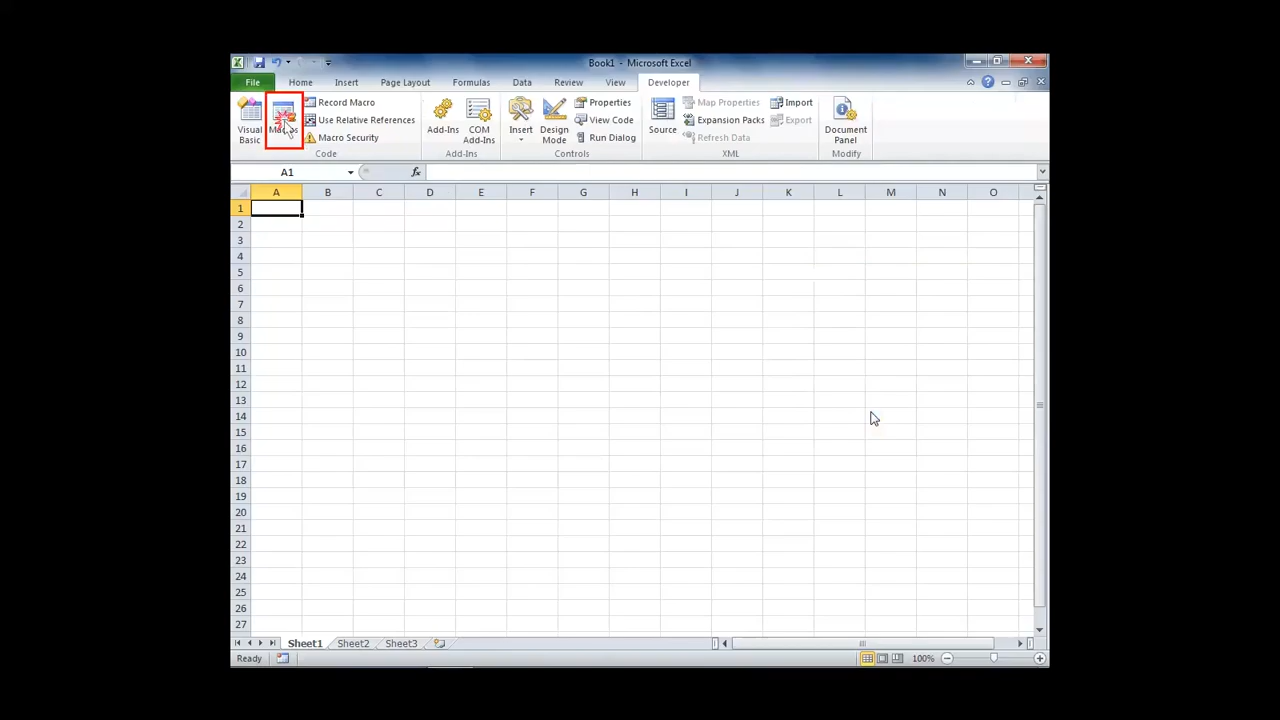 Book1 - Microsoft Excel
File Home Insert Page Layout Formulas Data Review View Developer
Visual Basic
Macros
Record Macro
Use Relative References
Macro Security
Code
Add-Ins
COM Add-Ins
Add-Ins
Insert
Design Mode
Properties
View Code
Run Dialog
Controls
Source
Map Properties
Expansion Packs
Refresh Data
Import
Export
XML
Document Panel
Modify
A1 fx
A B C D E F G H I J K L M N O
1
2
3
4
5
6
7
8
9
10
11
12
13
14
15
16
17
18
19
20
21
22
23
24
25
26
27
Sheet1 Sheet2 Sheet3
Ready 100%